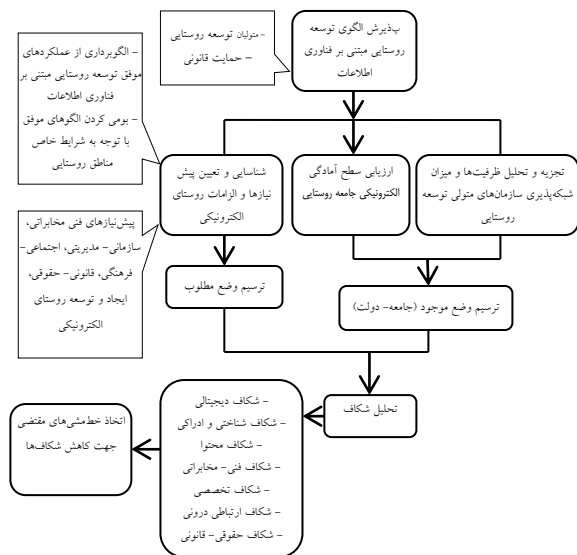 پذیرش الگوی توسعه
روستایی مبتنی بر فناوری
اطلاعات
- متولیان توسعه روستایی
- حمایت قانونی
- الگوبرداری از عملکردهای
موفق توسعه روستایی مبتنی بر
فناوری اطلاعات
- بومی کردن الگوهای موفق
با توجه به شرایط خاص
مناطق روستایی
تجزیه و تحلیل ظرفیت‌ها و میزان
شبکه‌پذیری سازمان‌های متولی توسعه
روستایی
ارزیابی سطح آمادگی
الکترونیکی جامعه روستایی
شناسایی و تعیین پیش
نیازها و الزامات روستای
الکترونیکی
پیش‌نیازهای فنی مخابراتی،
سازمانی- مدیریتی، اجتماعی-
فرهنگی، قانونی- حقوقی،
ایجاد و توسعه روستای
الکترونیکی
ترسیم وضع موجود (جامعه- دولت)
ترسیم وضع مطلوب
تحلیل شکاف
- شکاف دیجیتالی
- شکاف شناختی و ادراکی
- شکاف محتوا
- شکاف فنی- مخابراتی
- شکاف تخصصی
- شکاف ارتباطی درونی
- شکاف حقوقی- قانونی
اتخاذ خط‌مشی‌های مقتضی
جهت کاهش شکاف‌ها